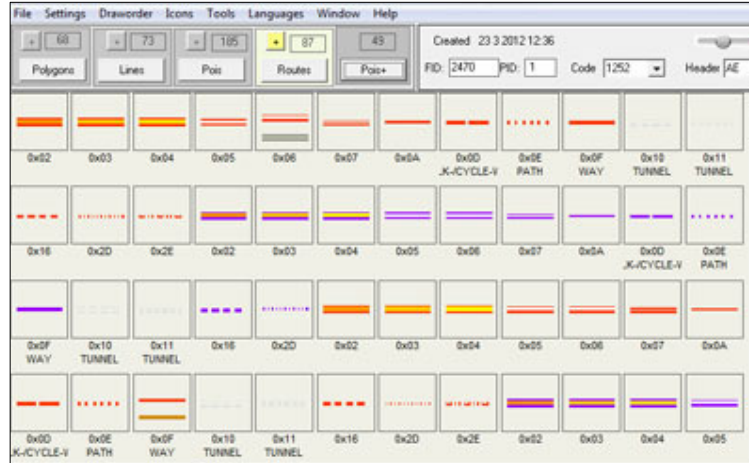 File Settings Draworder Icons Tools Languages Window Help
+ 68 + 73 + 185 + 87 49 Created 23 3 2012 12:36
Polygons Lines Pois Routes Pois+ FID: 2470 PID: 1 Code 1252 Header AE
0x02 0x03 0x04 0x05 0x06 0x07 0x0A 0x0D 0x0E 0x0F 0x10 0x11
.K-/CYCLE-V PATH WAY TUNNEL TUNNEL
0x16 0x2D 0x2E 0x02 0x03 0x04 0x05 0x06 0x07 0x0A 0x0D 0x0E
.K-/CYCLE-V PATH
0x0F 0x10 0x11 0x16 0x2D 0x02 0x03 0x04 0x05 0x06 0x07 0x0A
WAY TUNNEL TUNNEL
0x0D 0x0E 0x0F 0x10 0x11 0x16 0x2D 0x2E 0x02 0x03 0x04 0x05
.K-/CYCLE-V PATH WAY TUNNEL TUNNEL